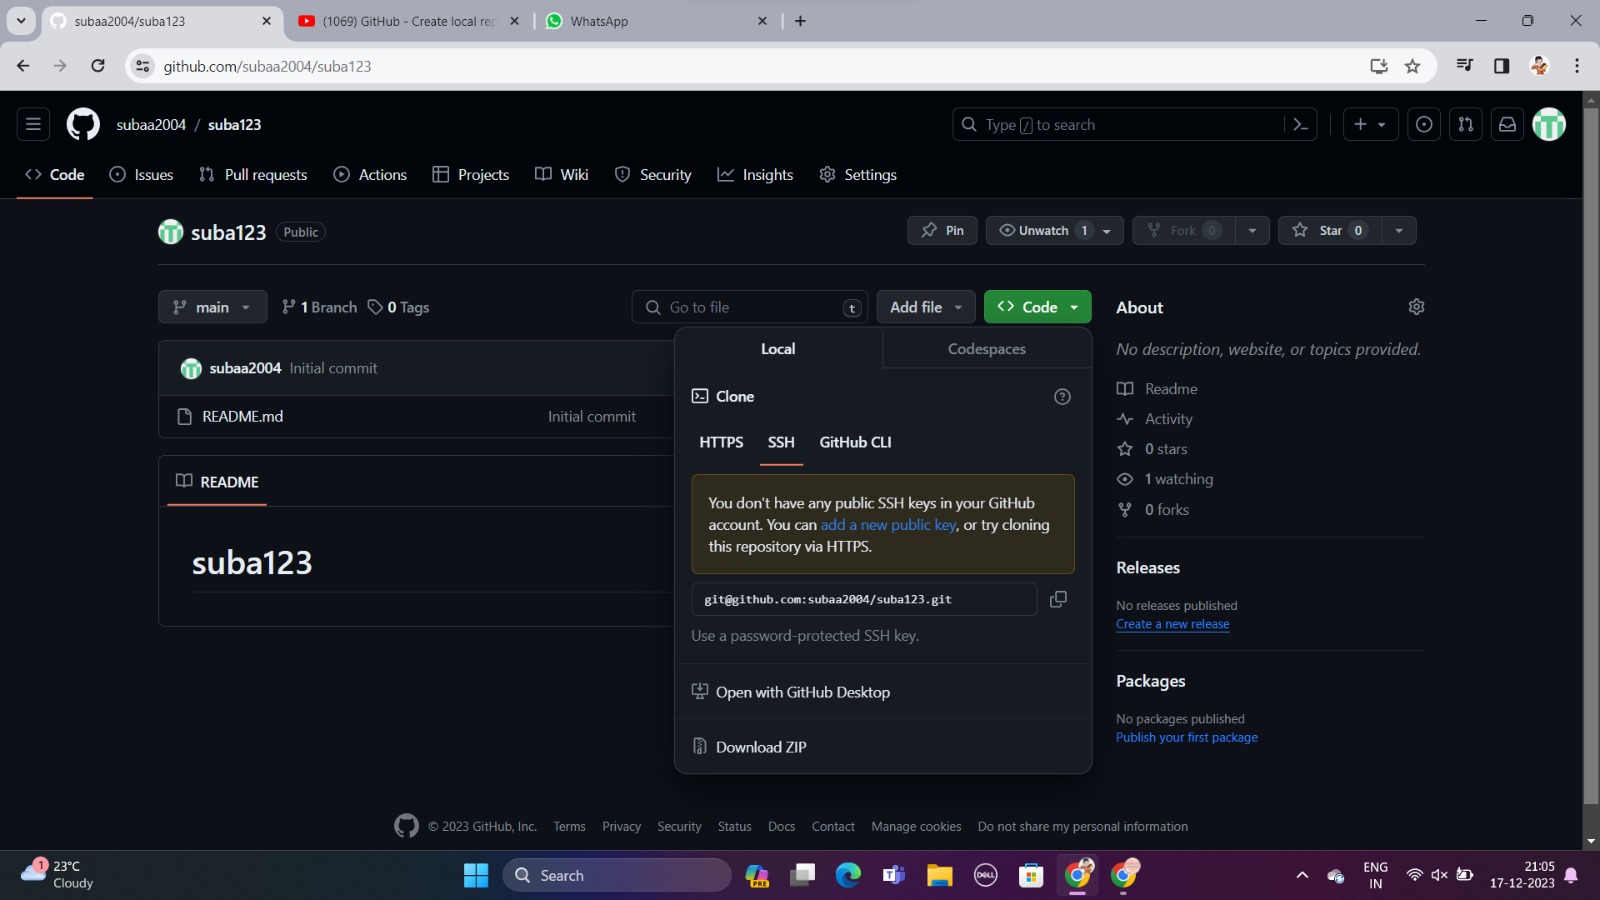 subaa2004/suba123
(1069) GitHub - Create local rep
WhatsApp
github.com/subaa2004/suba123
subaa2004 / suba123
Type / to search
Code
Issues
Pull requests
Actions
Projects
Wiki
Security
Insights
Settings
suba123 Public
Pin
Unwatch 1
Fork 0
Star 0
main
1 Branch
0 Tags
Go to file t
Add file
Code
About
Local
Codespaces
No description, website, or topics provided.
subaa2004 Initial commit
Readme
Clone
README.md Initial commit
Activity
HTTPS
SSH
GitHub CLI
0 stars
1 watching
README
You don't have any public SSH keys in your GitHub
account. You can add a new public key, or try cloning
this repository via HTTPS.
0 forks
suba123
Releases
git@github.com:subaa2004/suba123.git
No releases published
Create a new release
Use a password-protected SSH key.
Packages
Open with GitHub Desktop
No packages published
Publish your first package
Download ZIP
© 2023 GitHub, Inc. Terms Privacy Security Status Docs Contact Manage cookies Do not share my personal information
1
23°C
Cloudy
Search
PRE
DELL
ENG
IN
21:05
17-12-2023